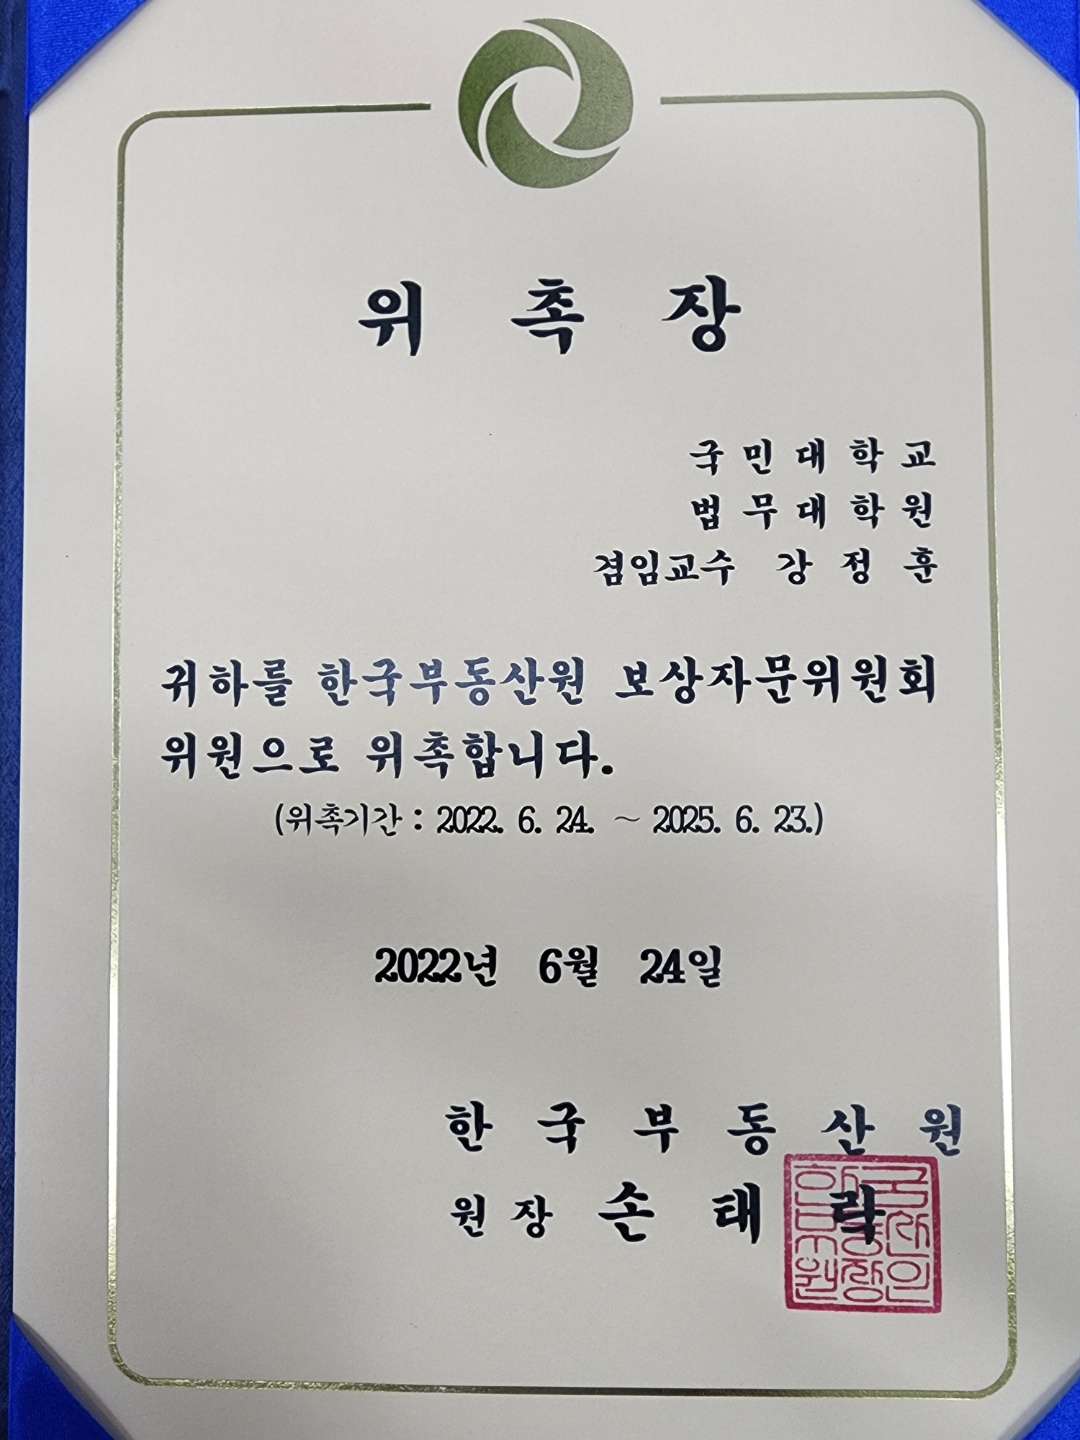 위 촉 장
국 민 대 학 교
법 무 대 학 원
겸임교수 강 정 훈
귀하를 한국부동산원 보상자문위원회
위원으로 위촉합니다.
(위촉기간 : 2022. 6. 24. ~ 2025. 6. 23.)
2022년 6월 24일
한 국 부 동 산 원
원 장 손 태 락